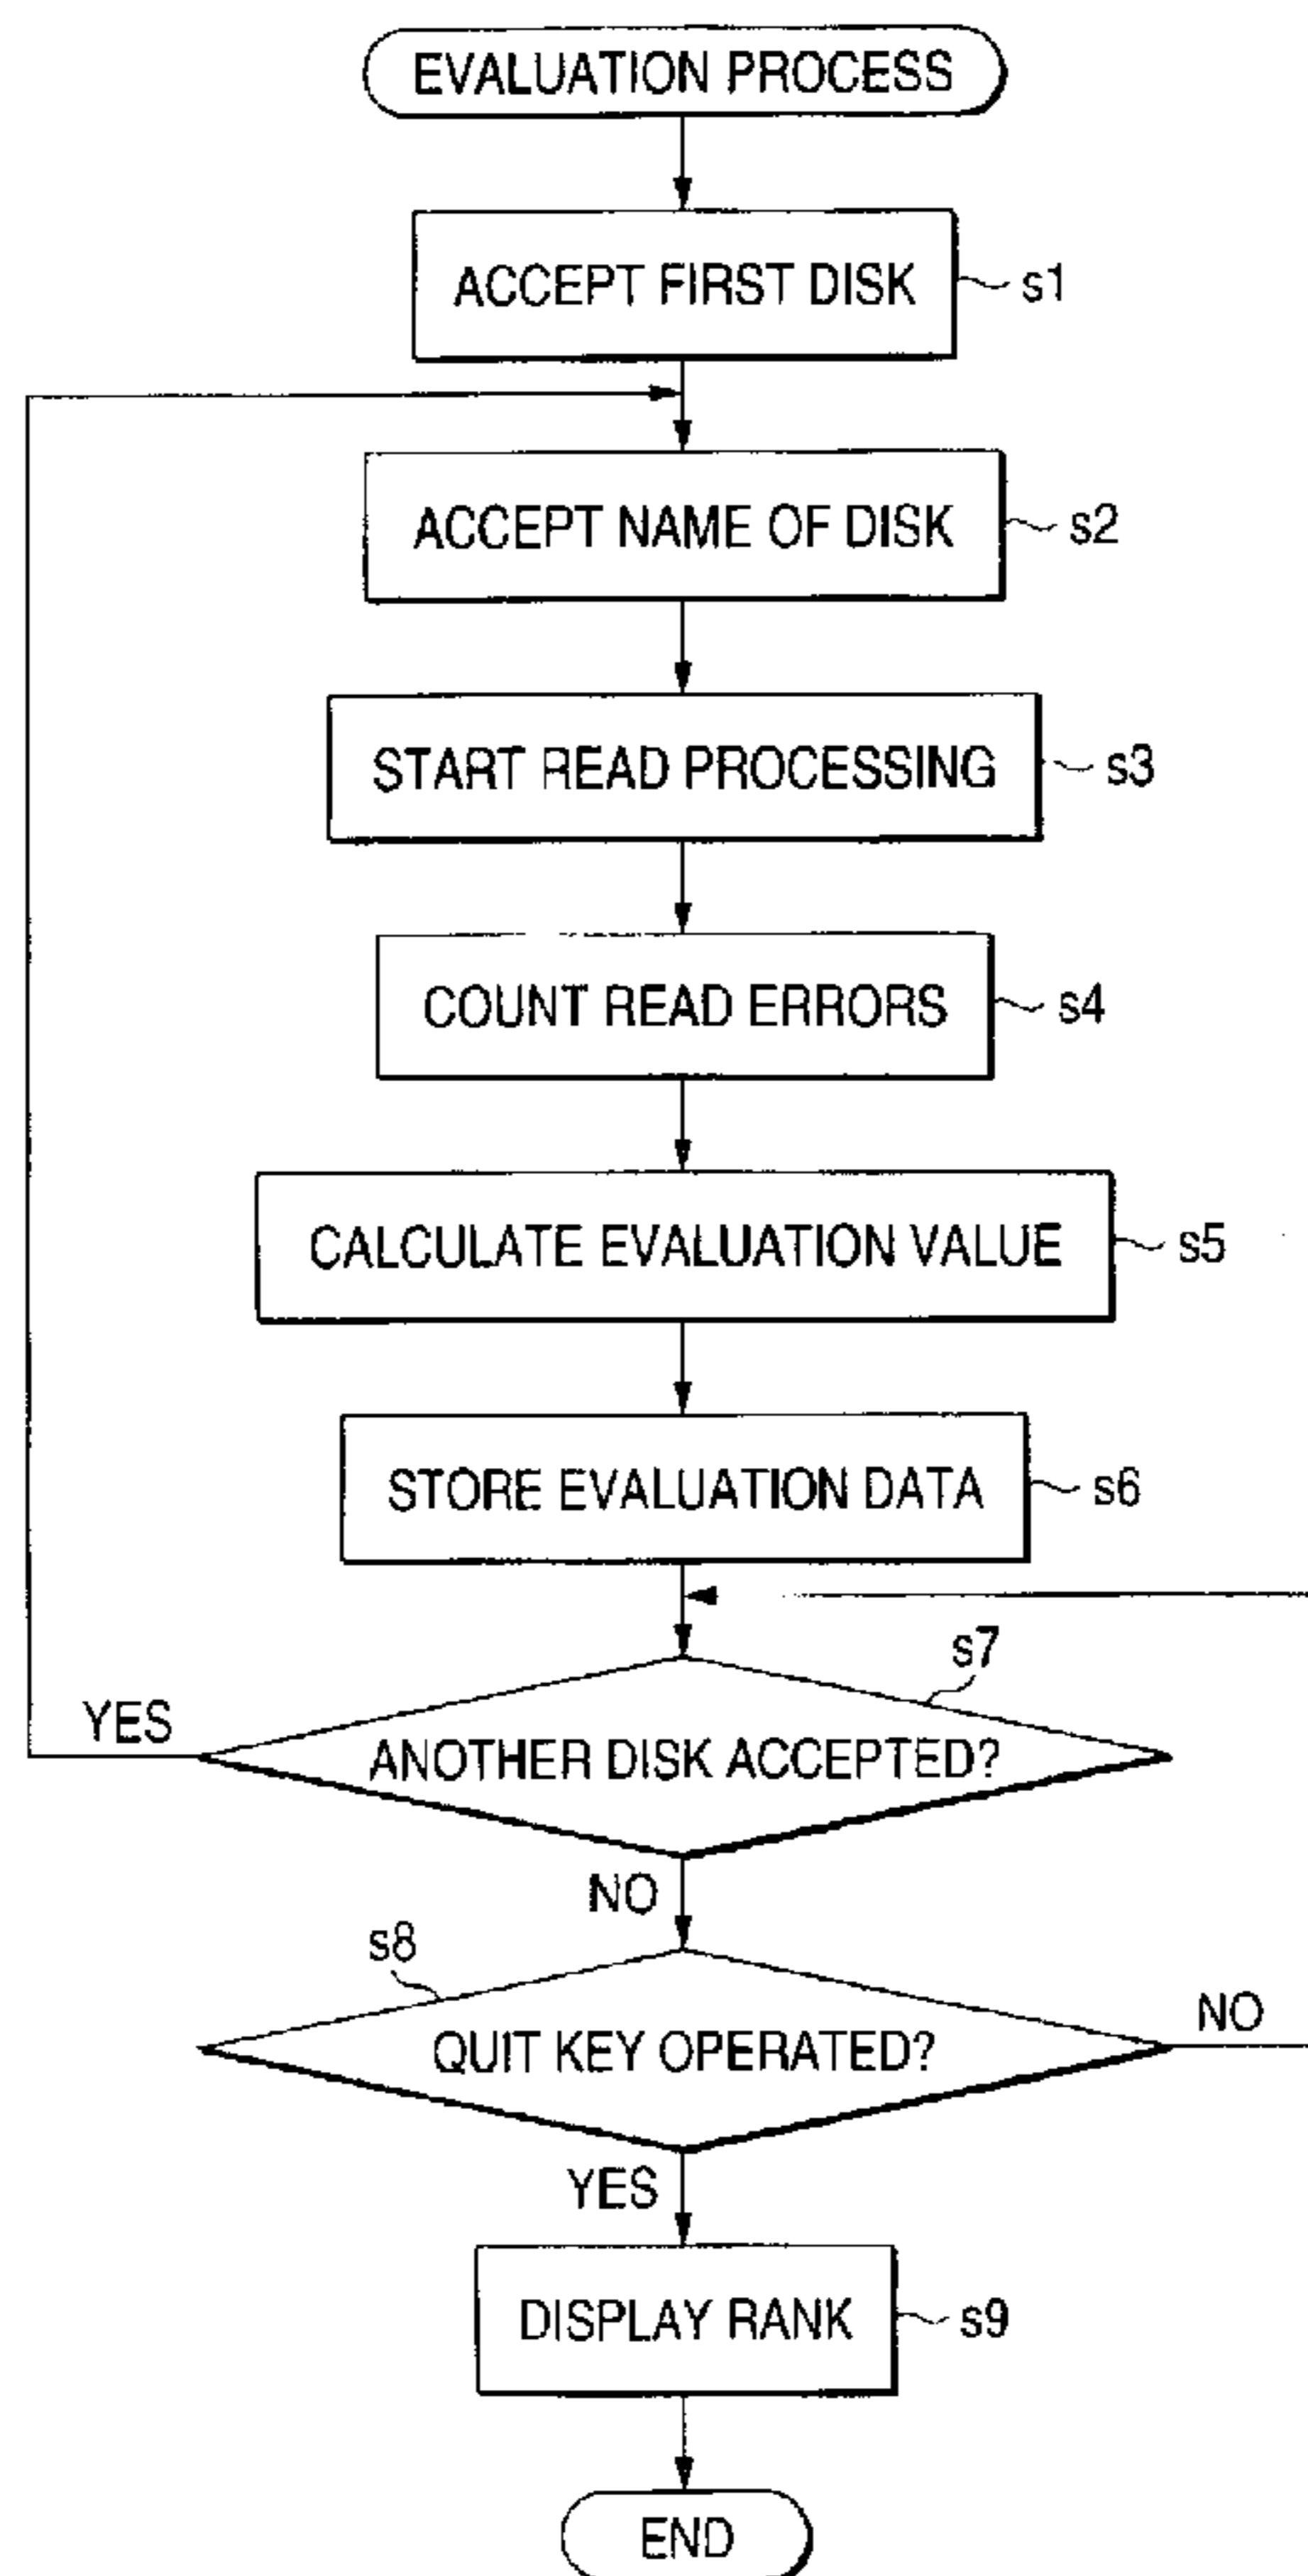 EVALUATION PROCESS
ACCEPT FIRST DISK s1
ACCEPT NAME OF DISK s2
START READ PROCESSING s3
COUNT READ ERRORS s4
CALCULATE EVALUATION VALUE s5
STORE EVALUATION DATA s6
s7
YES
ANOTHER DISK ACCEPTED?
NO
s8
NO
QUIT KEY OPERATED?
YES
DISPLAY RANK s9
END